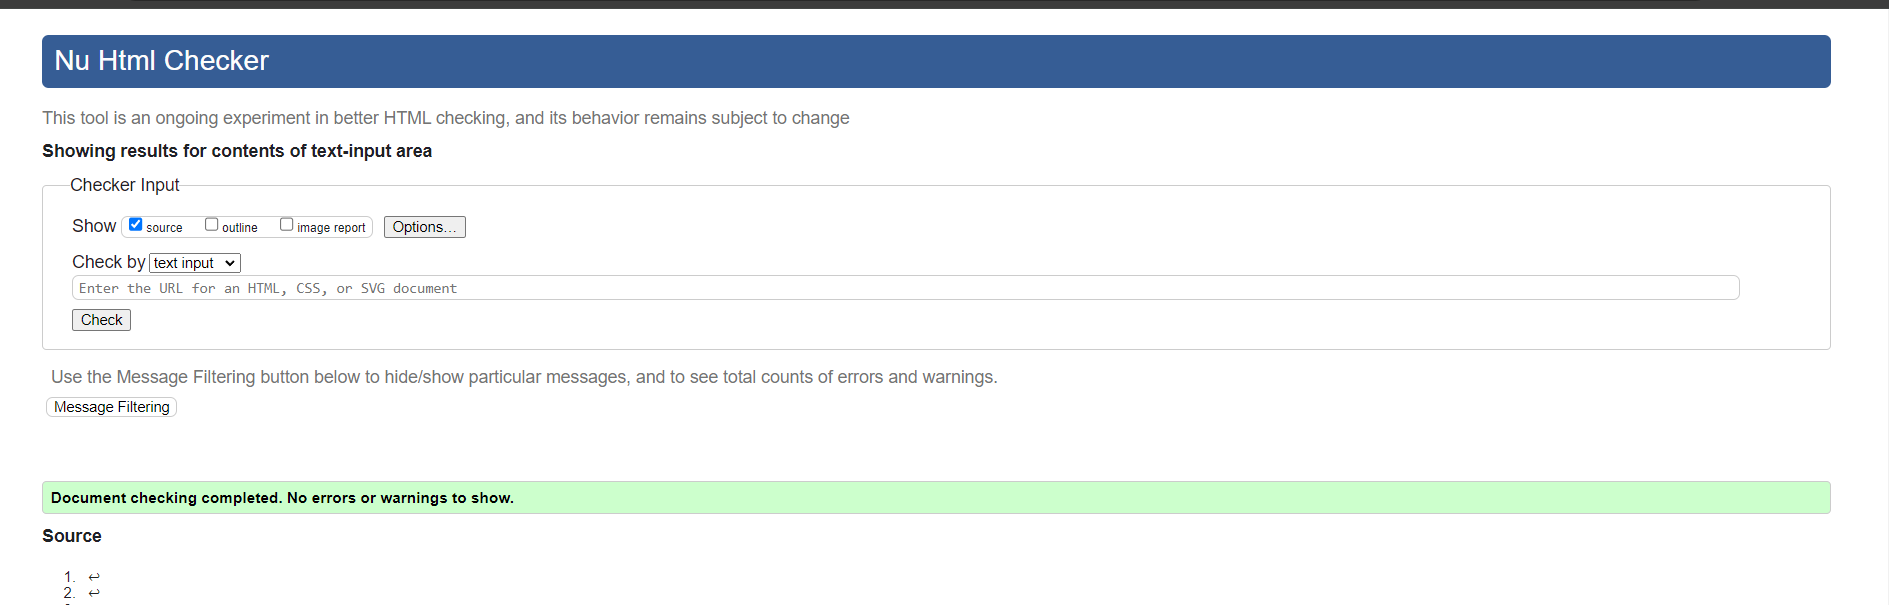 Nu Html Checker
This tool is an ongoing experiment in better HTML checking, and its behavior remains subject to change
Showing results for contents of text-input area
Checker Input
Show source outline image report Options...
Check by text input
Enter the URL for an HTML, CSS, or SVG document
Check
Use the Message Filtering button below to hide/show particular messages, and to see total counts of errors and warnings.
Message Filtering
Document checking completed. No errors or warnings to show.
Source
1. ↩
2. ↩